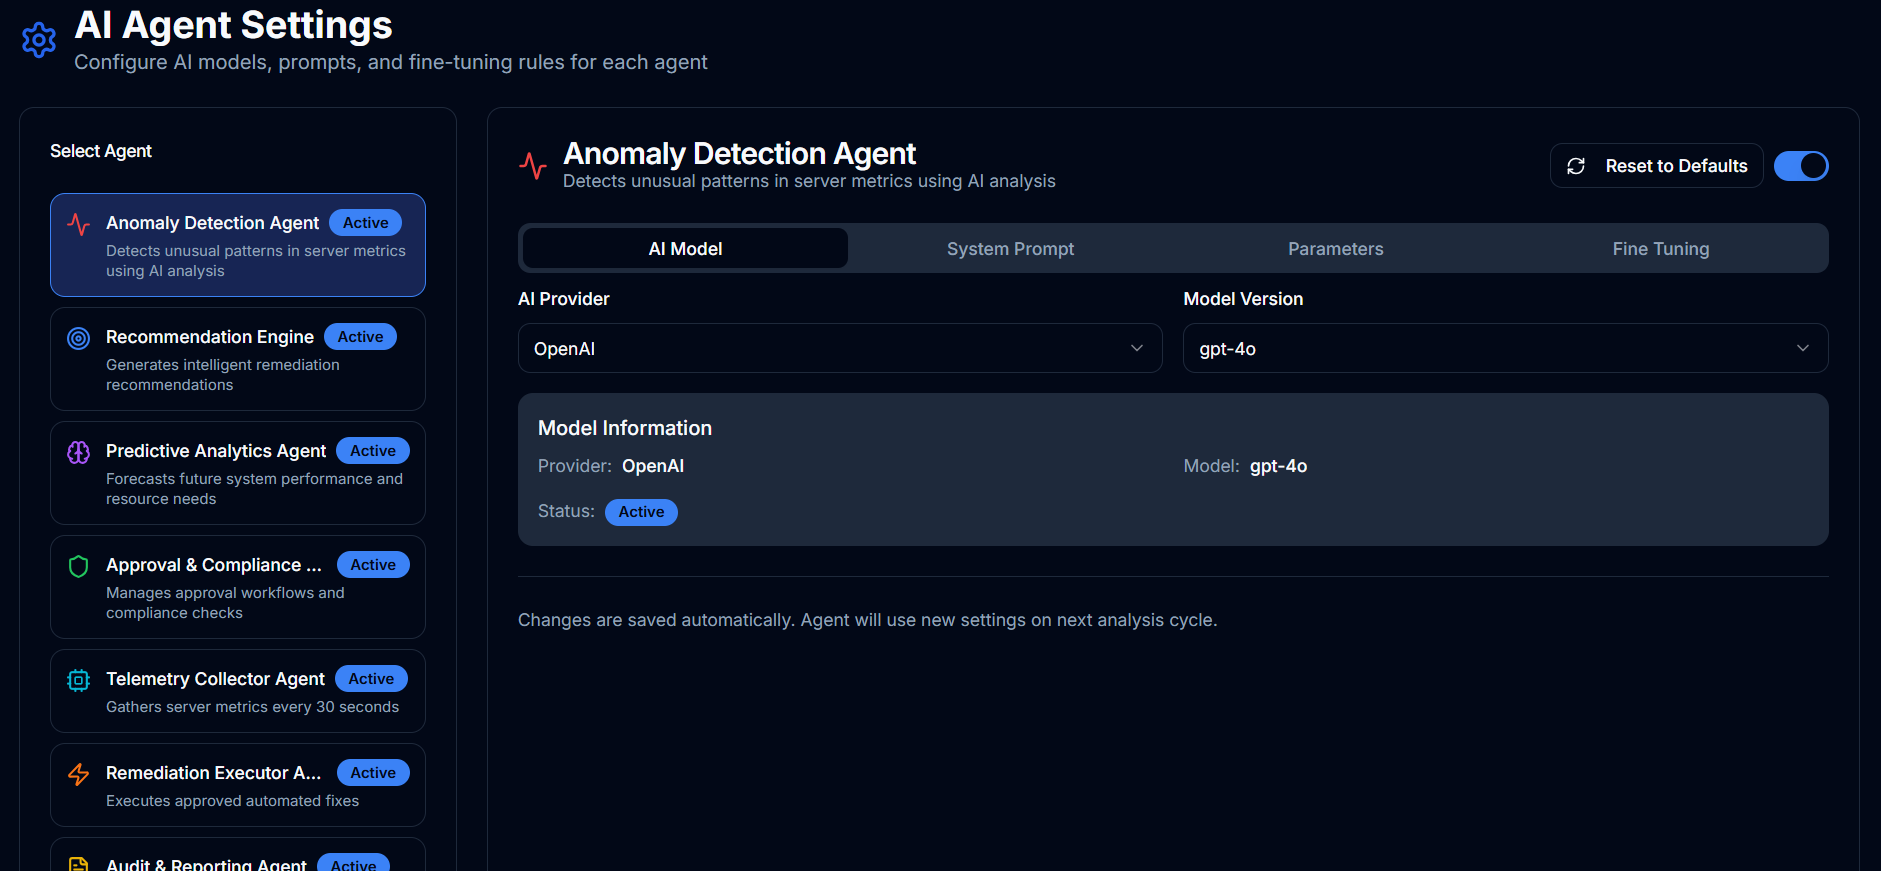 AI Agent Settings
Configure AI models, prompts, and fine-tuning rules for each agent
Select Agent
Anomaly Detection Agent Active
Detects unusual patterns in server metrics
using AI analysis
Recommendation Engine Active
Generates intelligent remediation
recommendations
Predictive Analytics Agent Active
Forecasts future system performance and
resource needs
Approval & Compliance ... Active
Manages approval workflows and
compliance checks
Telemetry Collector Agent Active
Gathers server metrics every 30 seconds
Remediation Executor A... Active
Executes approved automated fixes
Audit & Reporting Agent Active
Anomaly Detection Agent
Detects unusual patterns in server metrics using AI analysis
Reset to Defaults
AI Model System Prompt Parameters Fine Tuning
AI Provider Model Version
OpenAI gpt-4o
Model Information
Provider: OpenAI Model: gpt-4o
Status: Active
Changes are saved automatically. Agent will use new settings on next analysis cycle.